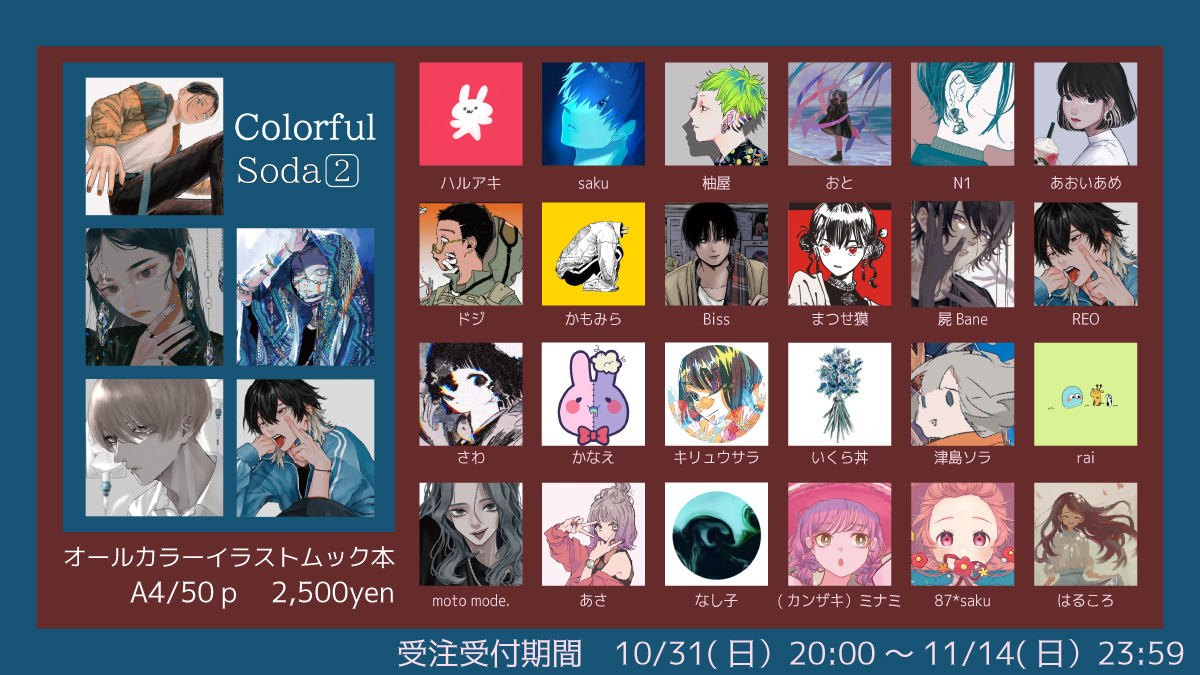 Colorful
Soda2
オールカラーイラストムック本
A4/50p 2,500yen
ハルアキ saku 柚屋 おと N1 あおいあめ
ドジ かもみら Biss まつせ獏 屍Bane REO
さわ かなえ キリュウサラ いくら丼 津島ソラ rai
moto mode. あさ なし子 (カンザキ）ミナミ 87*saku はるころ
受注受付期間 10/31(日）20:00～11/14(日）23:59